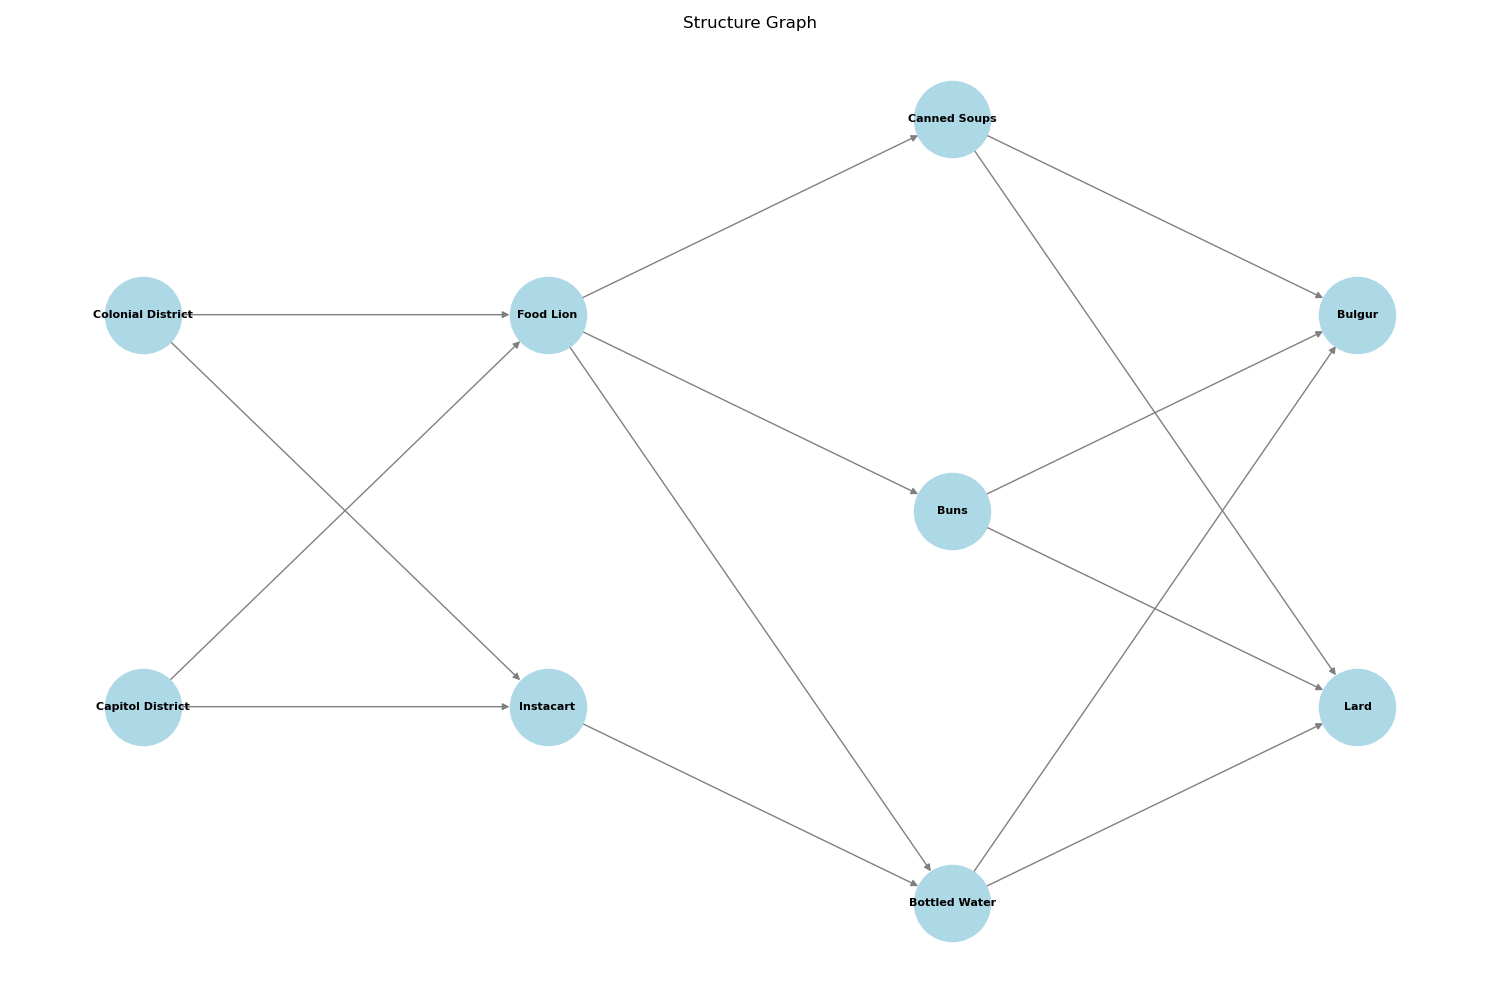 Structure Graph
Canned Soups
Colonial District
Food Lion
Bulgur
Buns
Capitol District
Instacart
Lard
Bottled Water